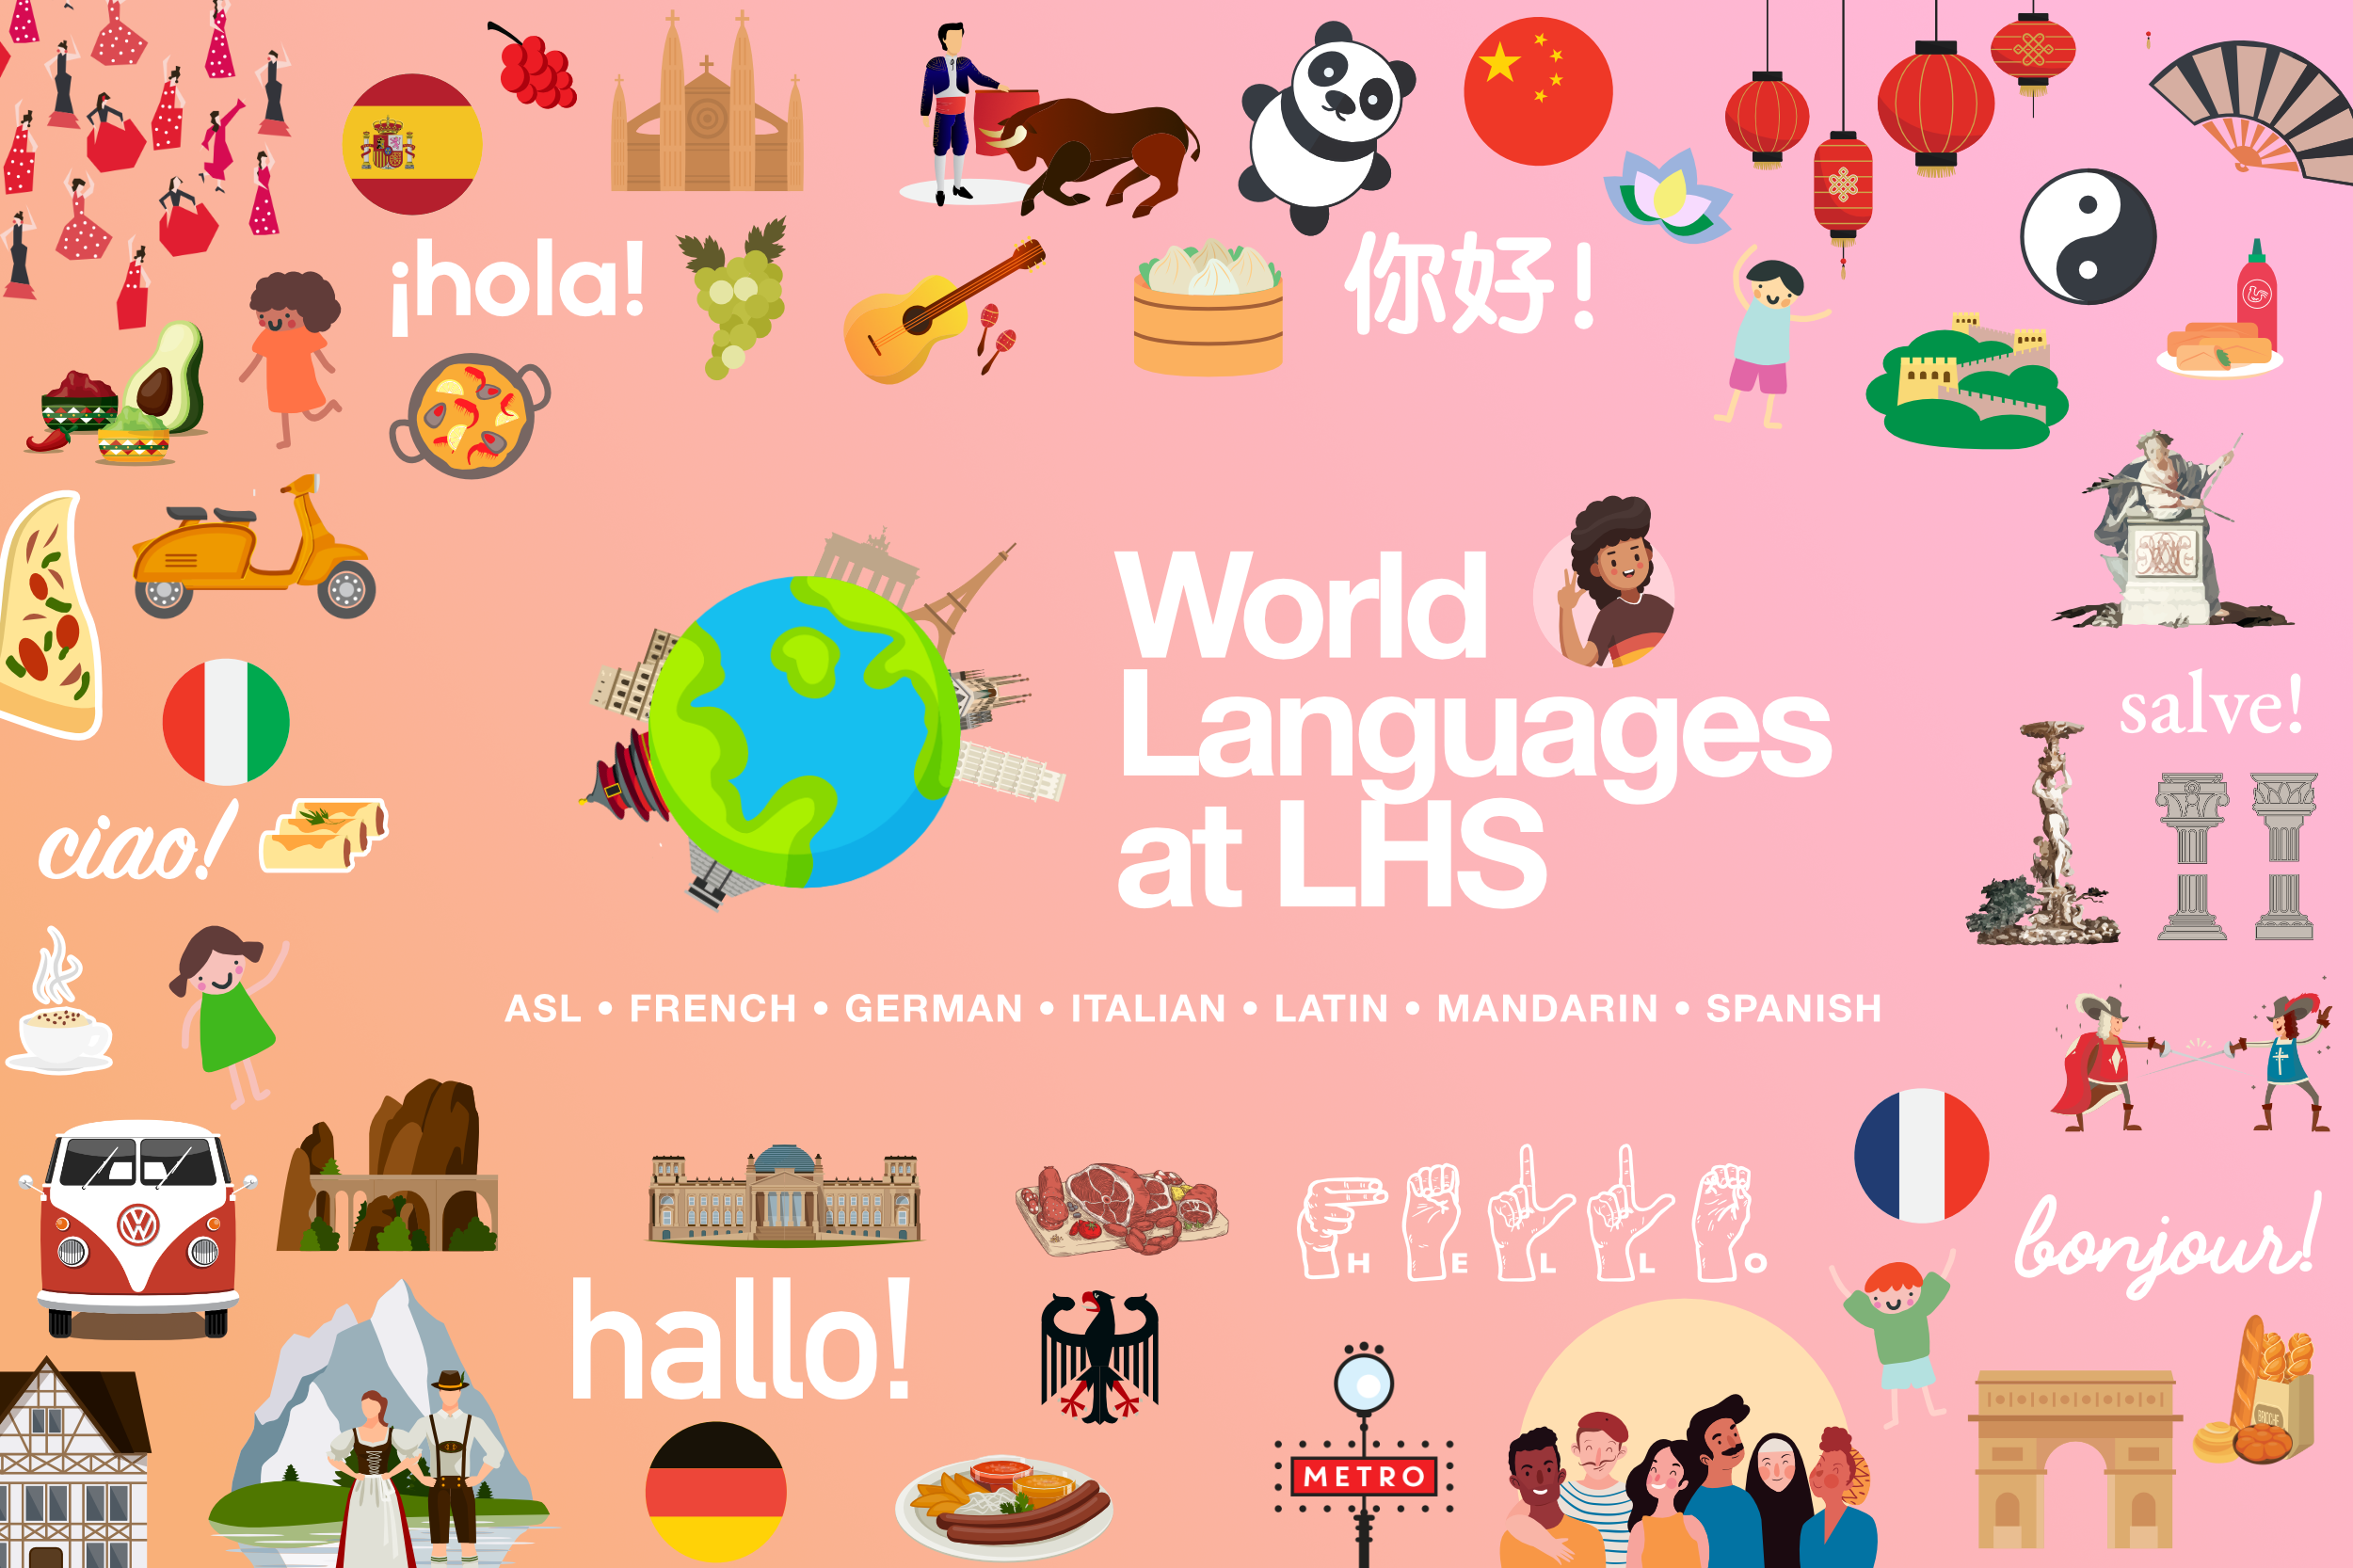 ¡hola!
你好!
World
Languages
at LHS
salve!
ciao!
ASL • FRENCH • GERMAN • ITALIAN • LATIN • MANDARIN • SPANISH
H E L L O
bonjour!
hallo!
BRIOCHE
METRO